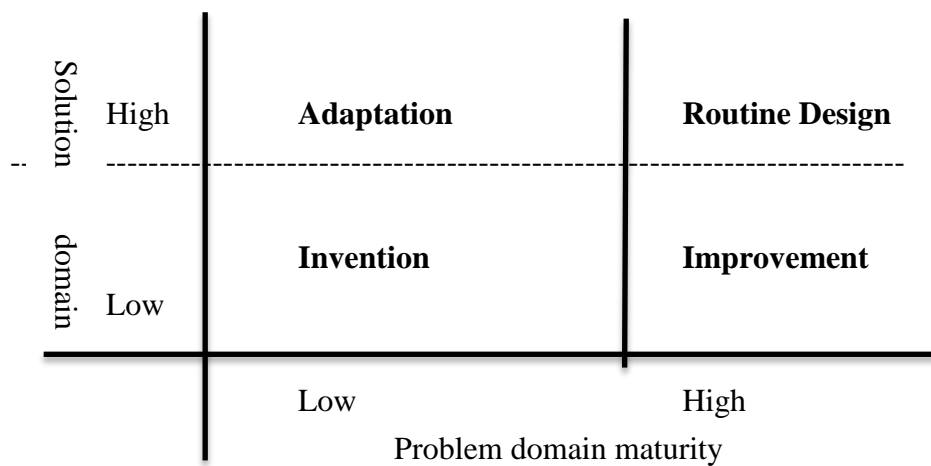 Solution domain
High
Adaptation
Routine Design
Invention
Improvement
Low
Low
High
Problem domain maturity